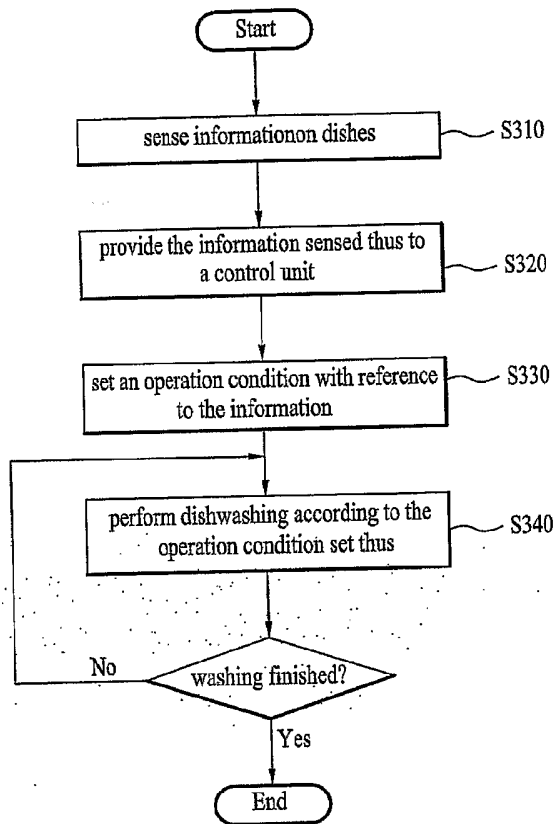 Start
sense informationon dishes
S310
provide the information sensed thus to
a control unit
S320
set an operation condition with reference
to the information
S330
perform dishwashing according to the
operation condition set thus
S340
washing finished?
No
Yes
End